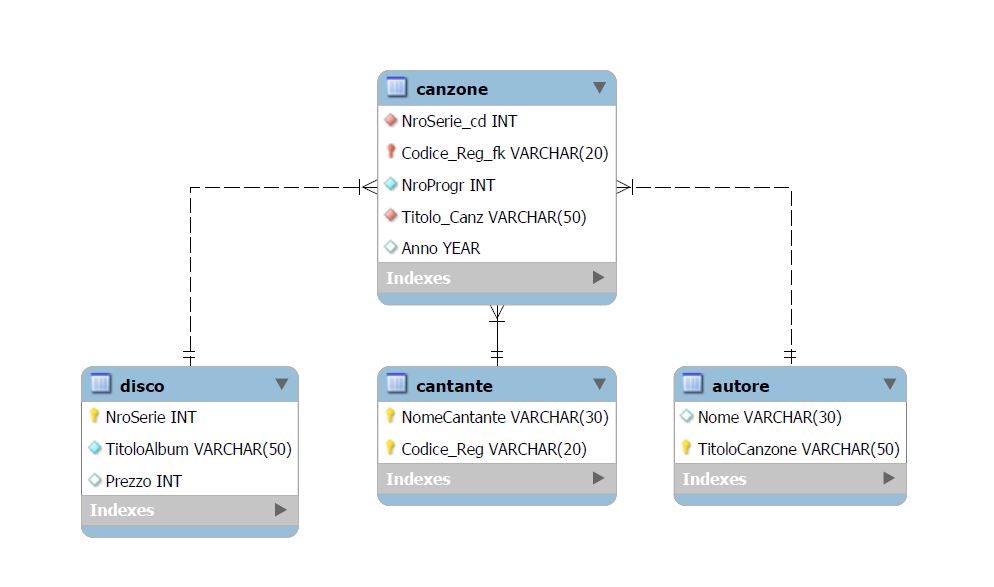 canzone
NroSerie_cd INT
Codice_Reg_fk VARCHAR(20)
NroProgr INT
Titolo_Canz VARCHAR(50)
Anno YEAR
Indexes
disco
NroSerie INT
TitoloAlbum VARCHAR(50)
Prezzo INT
Indexes
cantante
NomeCantante VARCHAR(30)
Codice_Reg VARCHAR(20)
Indexes
autore
Nome VARCHAR(30)
TitoloCanzone VARCHAR(50)
Indexes